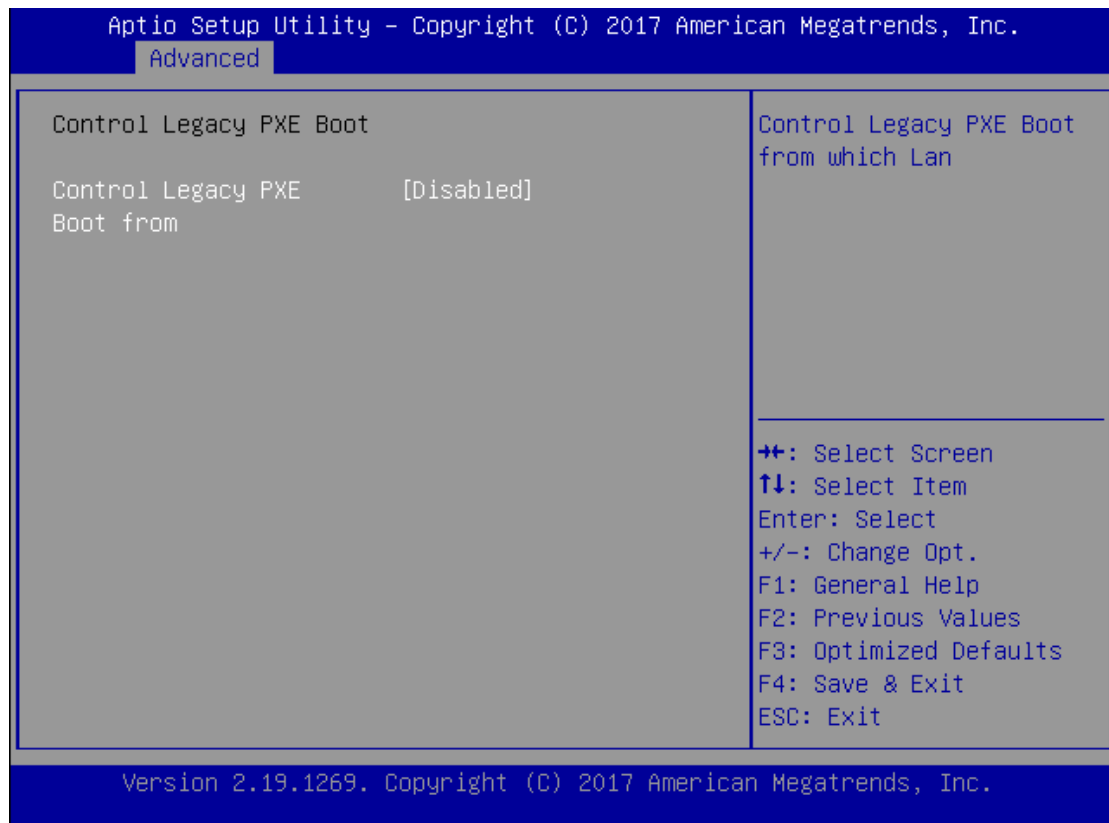 Aptio Setup Utility – Copyright (C) 2017 American Megatrends, Inc.
Advanced
Control Legacy PXE Boot
Control Legacy PXE [Disabled]
Boot from
Control Legacy PXE Boot
from which Lan
→←: Select Screen
↑↓: Select Item
Enter: Select
+/-: Change Opt.
F1: General Help
F2: Previous Values
F3: Optimized Defaults
F4: Save & Exit
ESC: Exit
Version 2.19.1269. Copyright (C) 2017 American Megatrends, Inc.